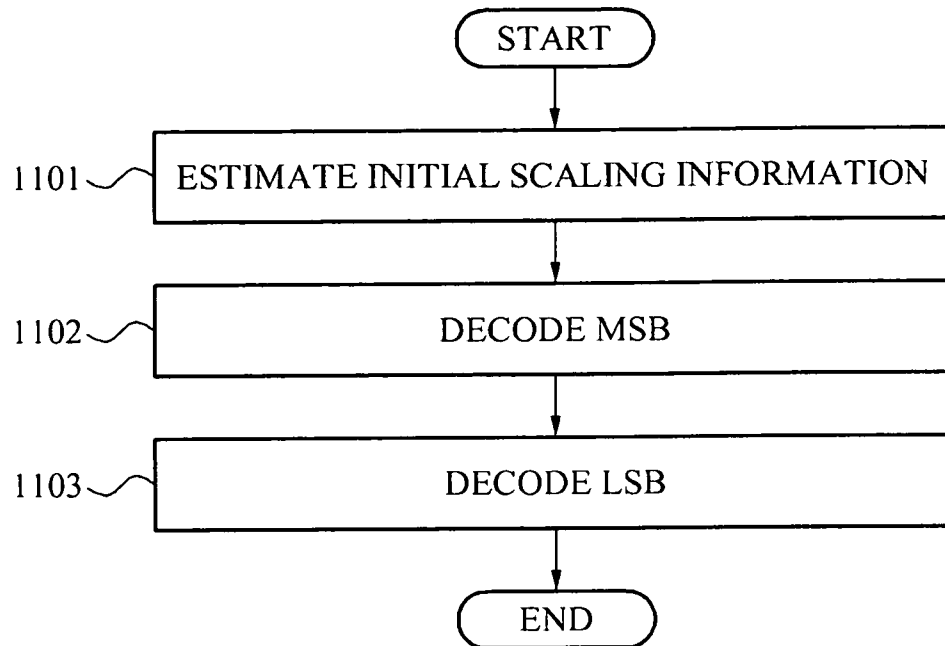 START
1101 ESTIMATE INITIAL SCALING INFORMATION
1102 DECODE MSB
1103 DECODE LSB
END